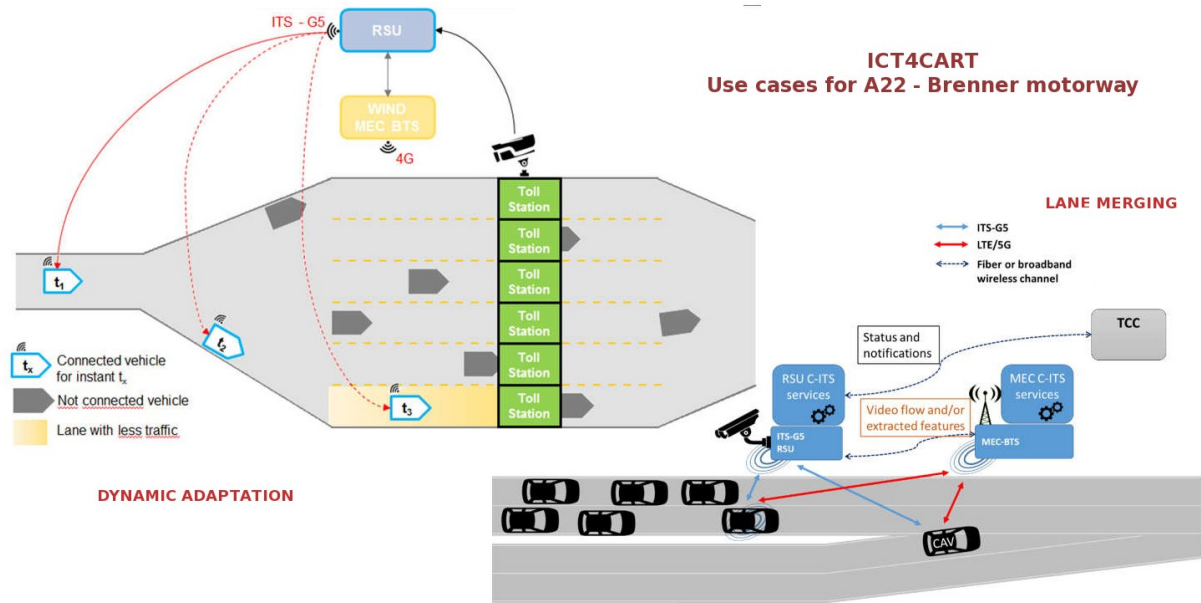 ICT4CART
Use cases for A22 - Brenner motorway
ITS - G5
RSU
WIND
MEC BTS
4G
Toll
Station
Toll
Station
Toll
Station
Toll
Station
Toll
Station
Toll
Station
t1
t2
t3
tx
Connected vehicle
for instant tx
Not connected vehicle
Lane with less traffic
DYNAMIC ADAPTATION
LANE MERGING
ITS-G5
LTE/5G
Fiber or broadband
wireless channel
TCC
Status and
notifications
RSU C-ITS
services
MEC C-ITS
services
Video flow and/or
extracted features
ITS-G5
RSU
MEC-BTS
CAV